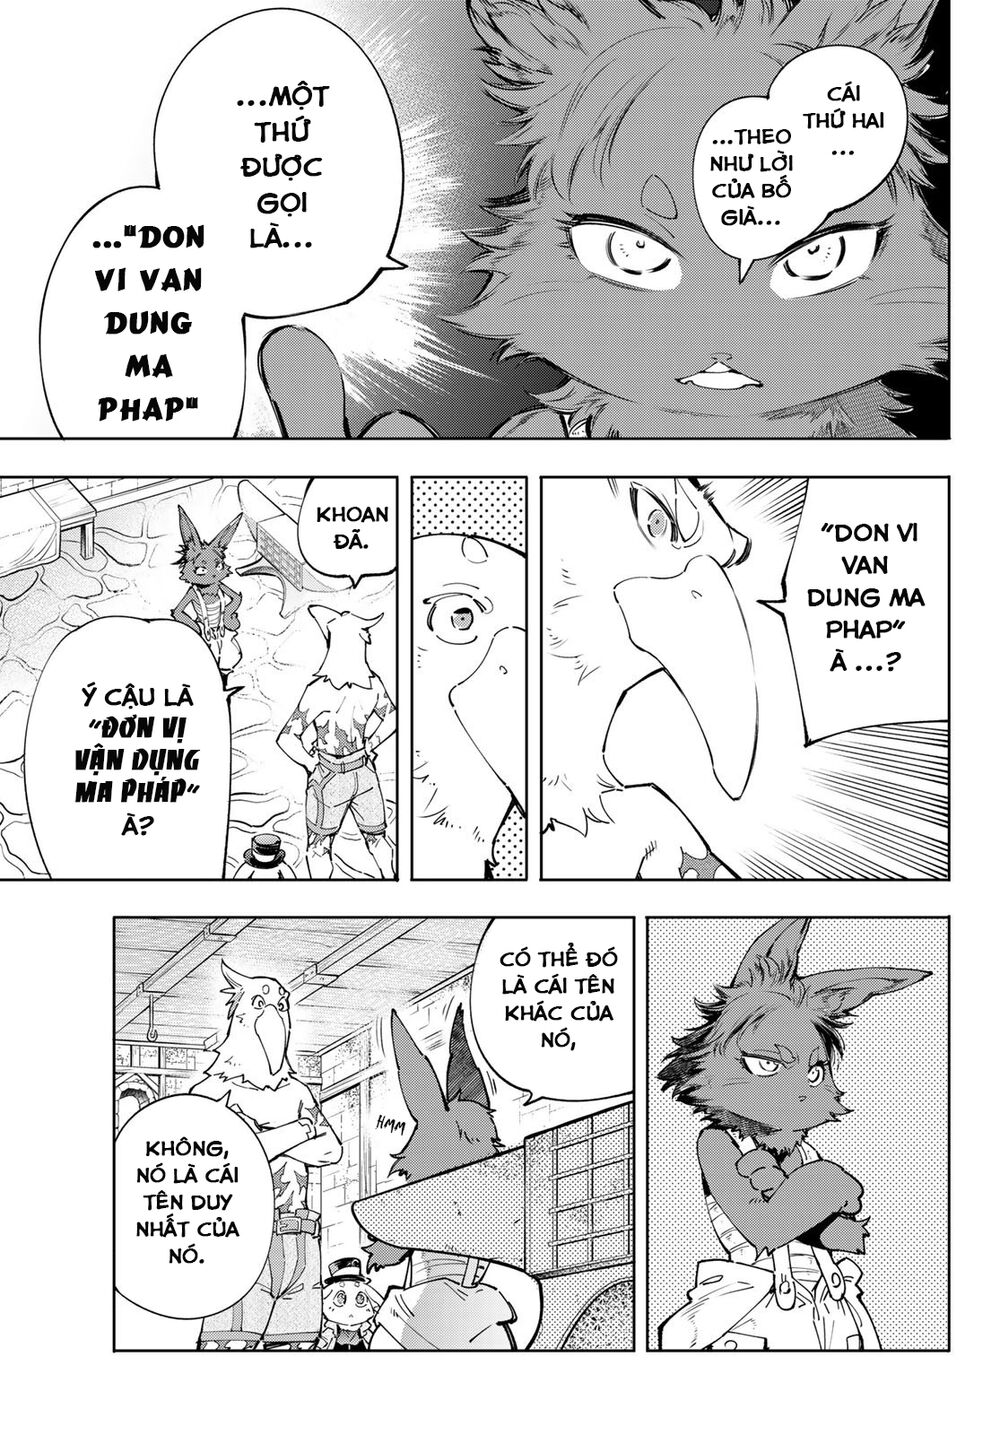 CÁI
THỨ HAI
...
...THEO
NHƯ LỜI
CỦA BỐ
GIÀ...
...MỘT
THỨ
ĐƯỢC
GỌI
LÀ...
..."DON
VI VAN
DUNG
MA
PHAP"
"DON VI
VAN
DUNG MA
PHAP"
À ...?
KHOAN
ĐÃ.
Ý CẬU LÀ
"ĐƠN VỊ
VẬN DỤNG
MA PHÁP"
À?
CÓ THỂ ĐÓ
LÀ CÁI TÊN
KHÁC CỦA
NÓ,
HMM
KHÔNG,
NÓ LÀ CÁI
TÊN DUY
NHẤT CỦA
NÓ.